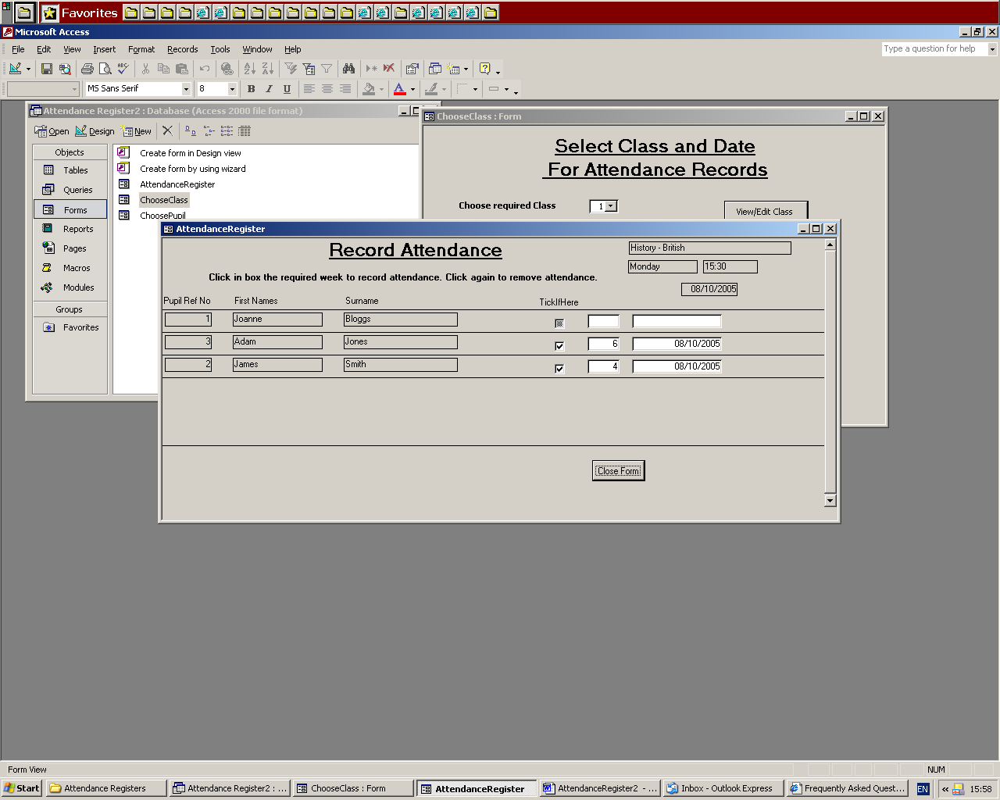 Favorites
Microsoft Access
File Edit View Insert Format Records Tools Window Help
Type a question for help
MS Sans Serif 8 B I U A
Attendance Register2 : Database (Access 2000 file format)
Open Design New
Objects
Tables
Queries
Forms
Reports
Pages
Macros
Modules
Groups
Favorites
Create form in Design view
Create form by using wizard
AttendanceRegister
ChooseClass
ChoosePupil
ChooseClass : Form
Select Class and Date
For Attendance Records
Choose required Class 1
View/Edit Class
AttendanceRegister
Record Attendance
History - British
Monday 15:30
Click in box the required week to record attendance. Click again to remove attendance.
08/10/2005
Pupil Ref No First Names Surname TickIfHere
1 Joanne Bloggs
3 Adam Jones 6 08/10/2005
2 James Smith 4 08/10/2005
Close Form
Form View
NUM
Start Attendance Registers Attendance Register2 : ... ChooseClass : Form AttendanceRegister AttendanceRegister2 - ... Inbox - Outlook Express Frequently Asked Quest... EN « 15:58